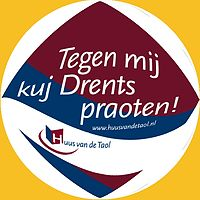 Tegen mij
kuj Drents
praoten!
www.huusvandetaol.nl
Huus van de Taol